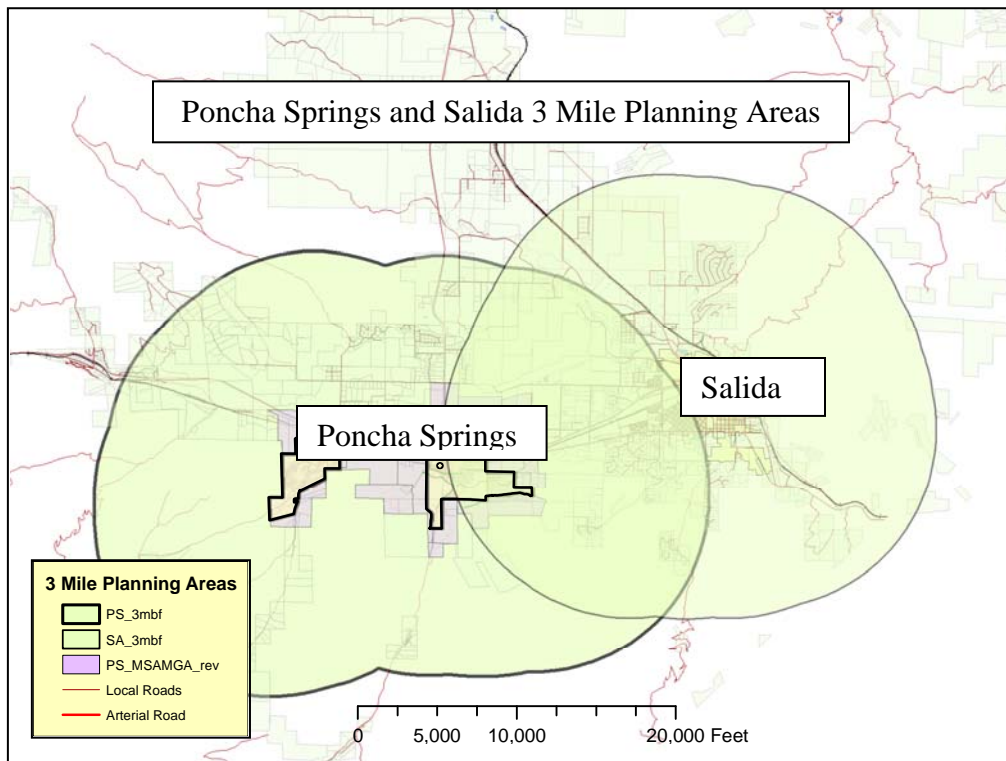 Poncha Springs and Salida 3 Mile Planning Areas
Salida
Poncha Springs
3 Mile Planning Areas
PS_3mbf
SA_3mbf
PS_MSAMGA_rev
Local Roads
Arterial Road
0 5,000 10,000 20,000 Feet